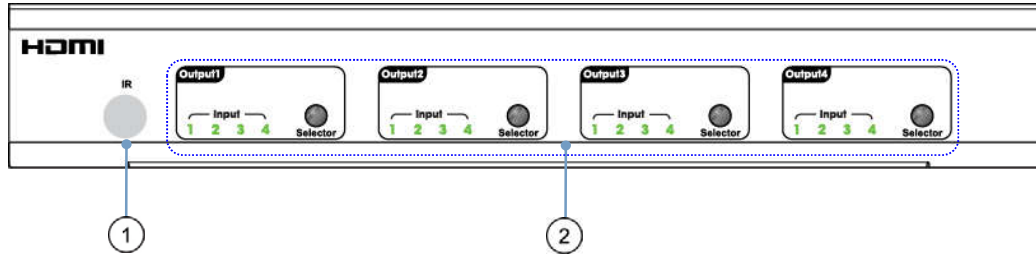 HDMI
IR
Output1
Input
1 2 3 4
Selector
Output2
Input
1 2 3 4
Selector
Output3
Input
1 2 3 4
Selector
Output4
Input
1 2 3 4
Selector
1
2